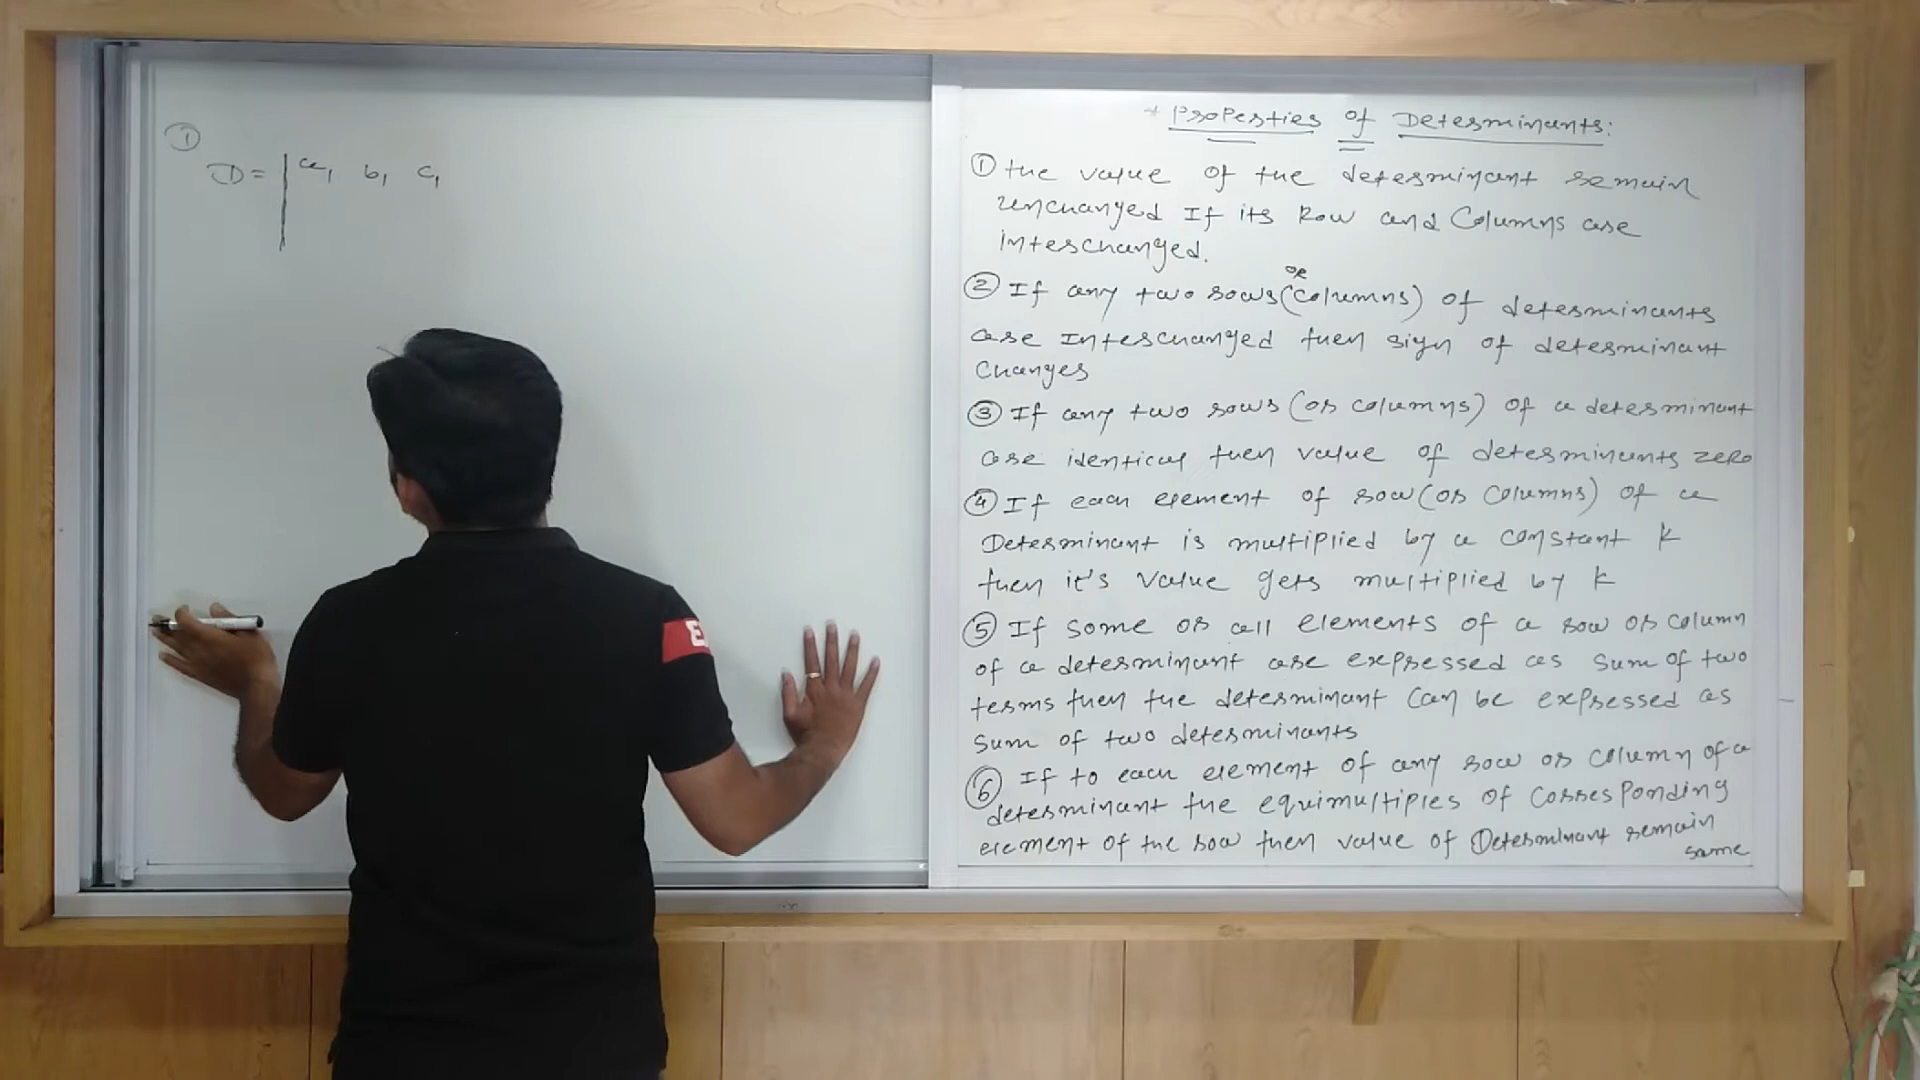 ①
D = | a₁ b₁ c₁
* Properties of Determinants:
① the value of the determinant remain
unchanged If its Row and Columns are
interchanged.
or
② If any two rows (columns) of determinants
are Interchanged then sign of determinant
changes
③ If any two rows (or columns) of a determinant
are identical then value of determinants zero
④ If each element of row (or columns) of a
Determinant is multiplied by a constant k
then it's value gets multiplied by k
⑤ If some or all elements of a row or column
of a determinant are expressed as sum of two
terms then the determinant can be expressed as
sum of two determinants
⑥ If to each element of any row or column of a
determinant the equimultiples of corresponding
element of the row then value of Determinant remain
same